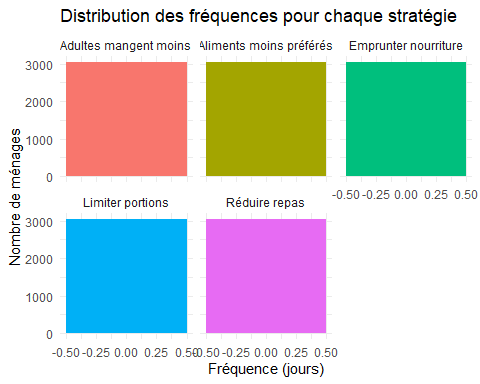 Distribution des fréquences pour chaque stratégie
Adultes mangent moins Aliments moins préférés Emprunter nourriture
3000
2000
1000
0
-0.50 -0.25 0.00 0.25 0.50
Limiter portions Réduire repas
3000
2000
1000
0
-0.50 -0.25 0.00 0.25 0.50 -0.50 -0.25 0.00 0.25 0.50
Fréquence (jours)
Nombre de ménages